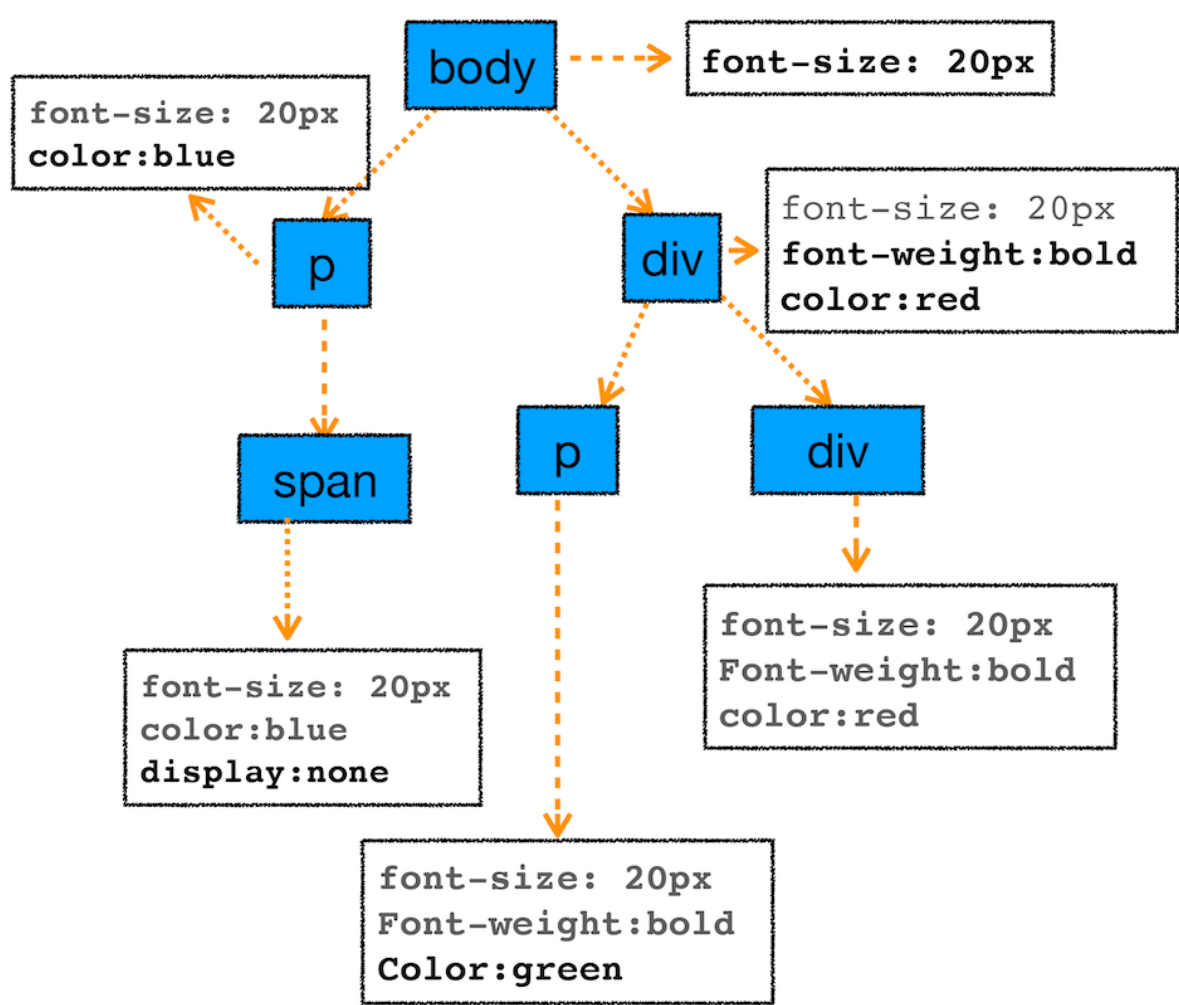 body
font-size: 20px
font-size: 20px
color:blue
p
div
font-size: 20px
font-weight:bold
color:red
span
p
div
font-size: 20px
color:blue
display:none
font-size: 20px
Font-weight:bold
color:red
font-size: 20px
Font-weight:bold
Color:green